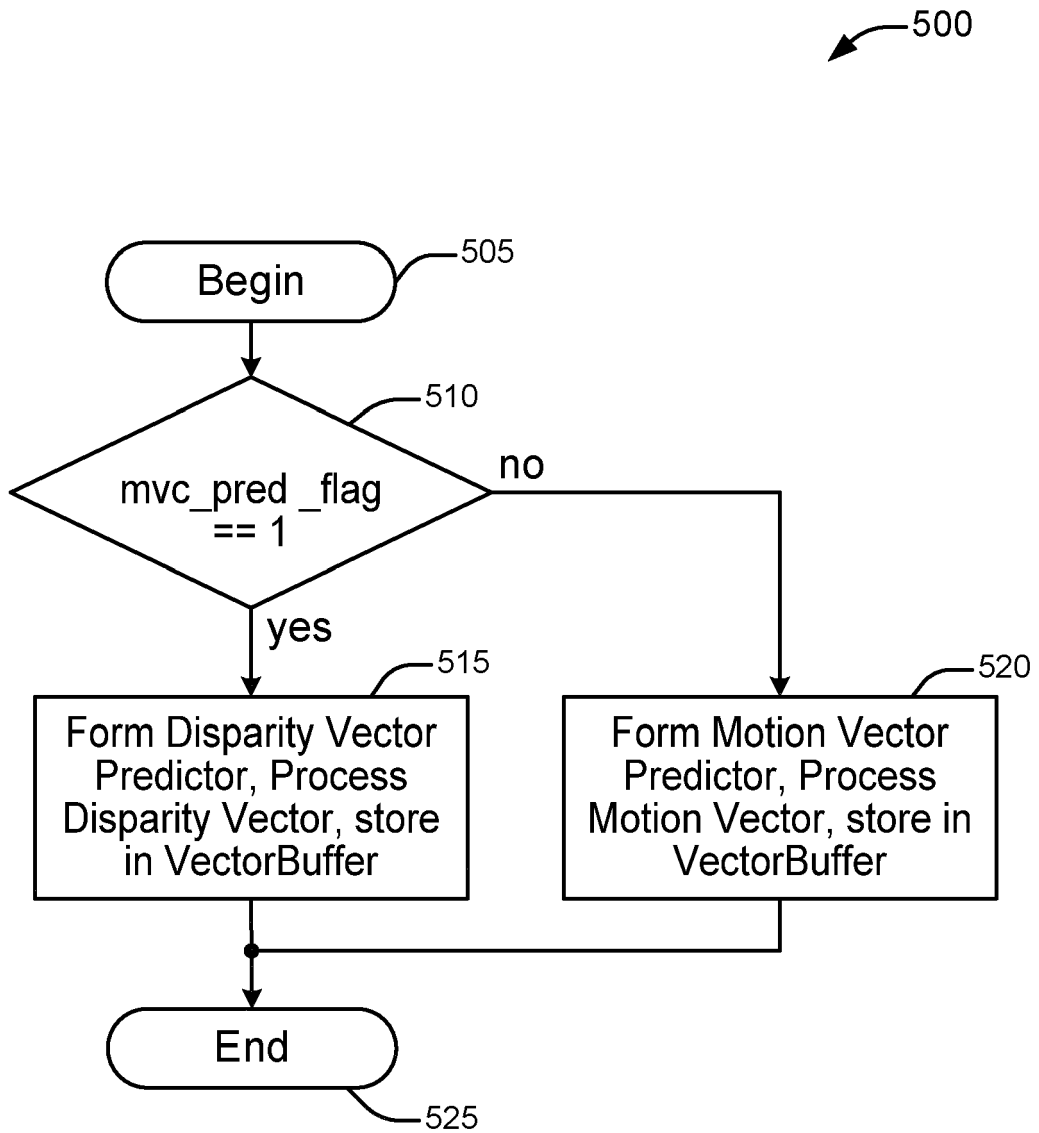 500
Begin
505
510
mvc_pred _flag
== 1
no
yes
515
Form Disparity Vector
Predictor, Process
Disparity Vector, store
in VectorBuffer
520
Form Motion Vector
Predictor, Process
Motion Vector, store in
VectorBuffer
End
525